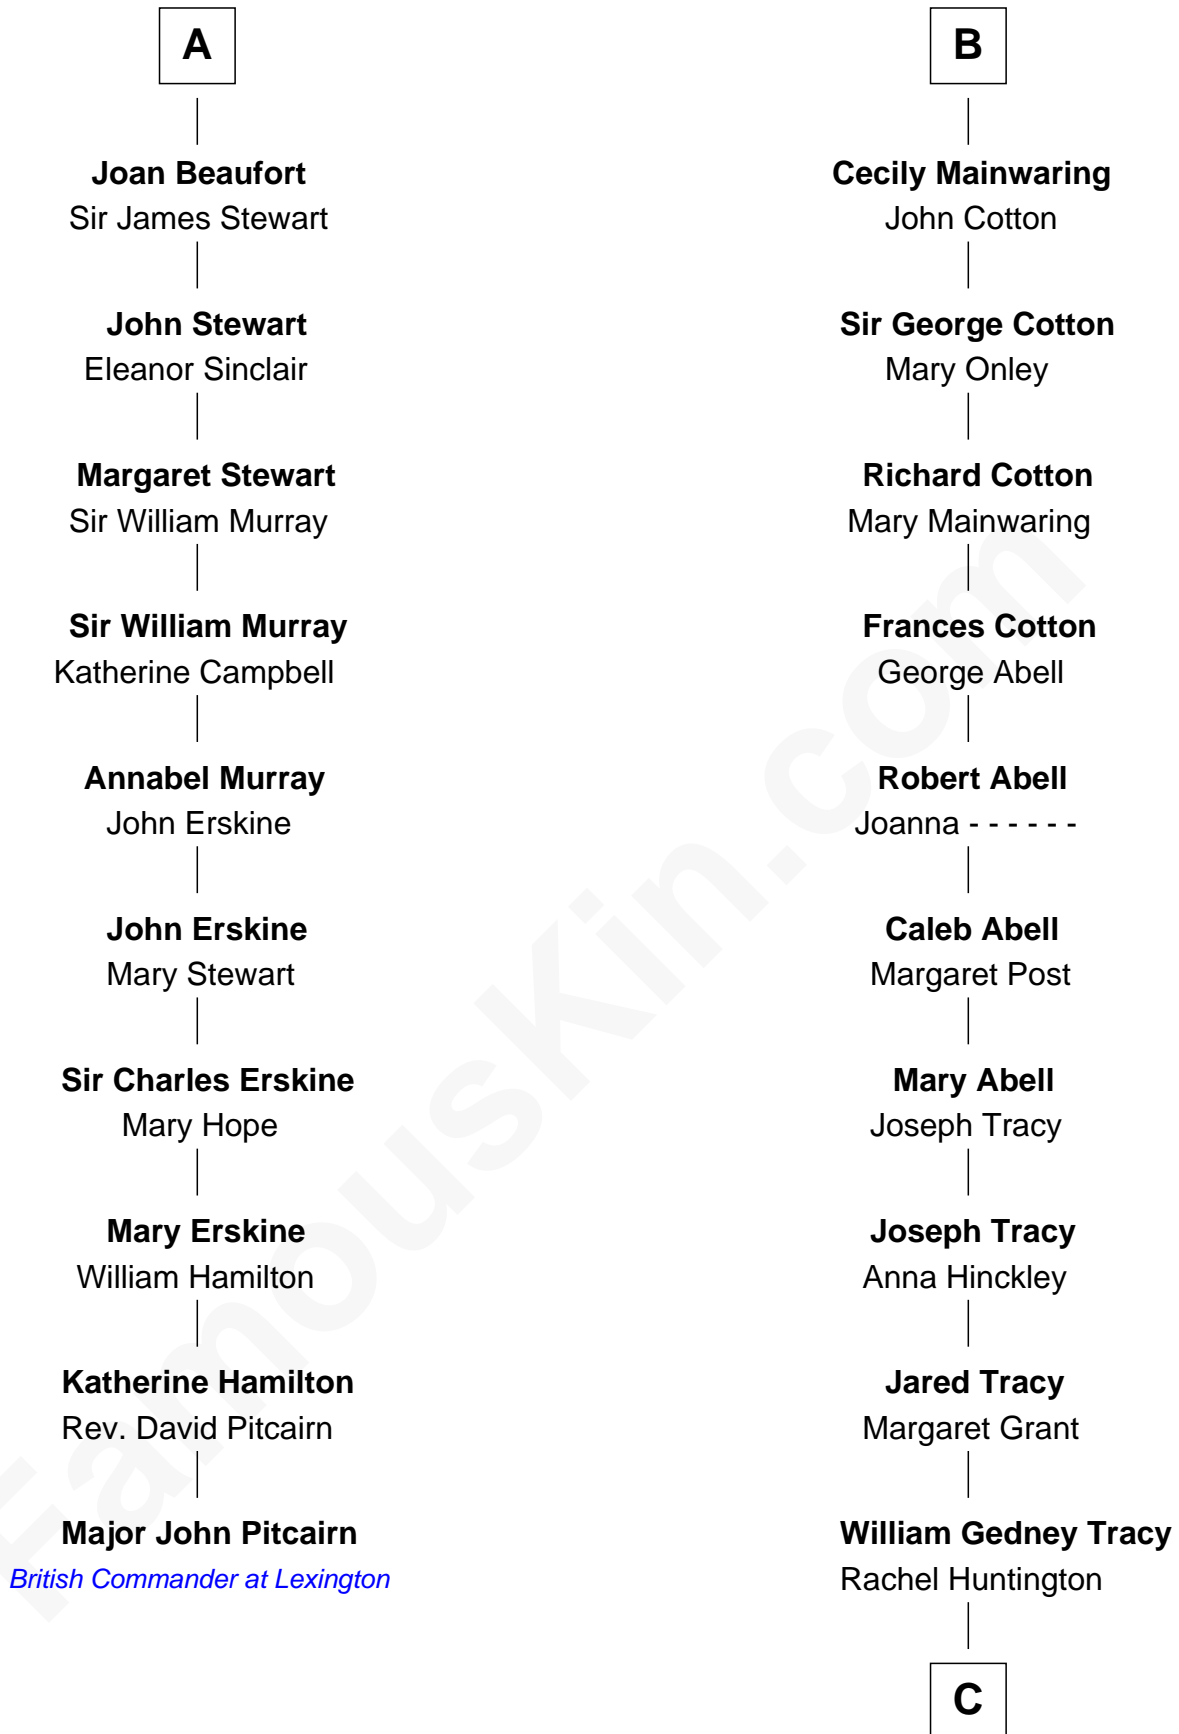 A
Joan Beaufort
Sir James Stewart
John Stewart
Eleanor Sinclair
Margaret Stewart
Sir William Murray
Sir William Murray
Katherine Campbell
Annabel Murray
John Erskine
John Erskine
Mary Stewart
Sir Charles Erskine
Mary Hope
Mary Erskine
William Hamilton
Katherine Hamilton
Rev. David Pitcairn
Major John Pitcairn
British Commander at Lexington
B
Cecily Mainwaring
John Cotton
Sir George Cotton
Mary Onley
Richard Cotton
Mary Mainwaring
Frances Cotton
George Abell
Robert Abell
Joanna - - - - - -
Caleb Abell
Margaret Post
Mary Abell
Joseph Tracy
Joseph Tracy
Anna Hinckley
Jared Tracy
Margaret Grant
William Gedney Tracy
Rachel Huntington
C
FamousKin.com